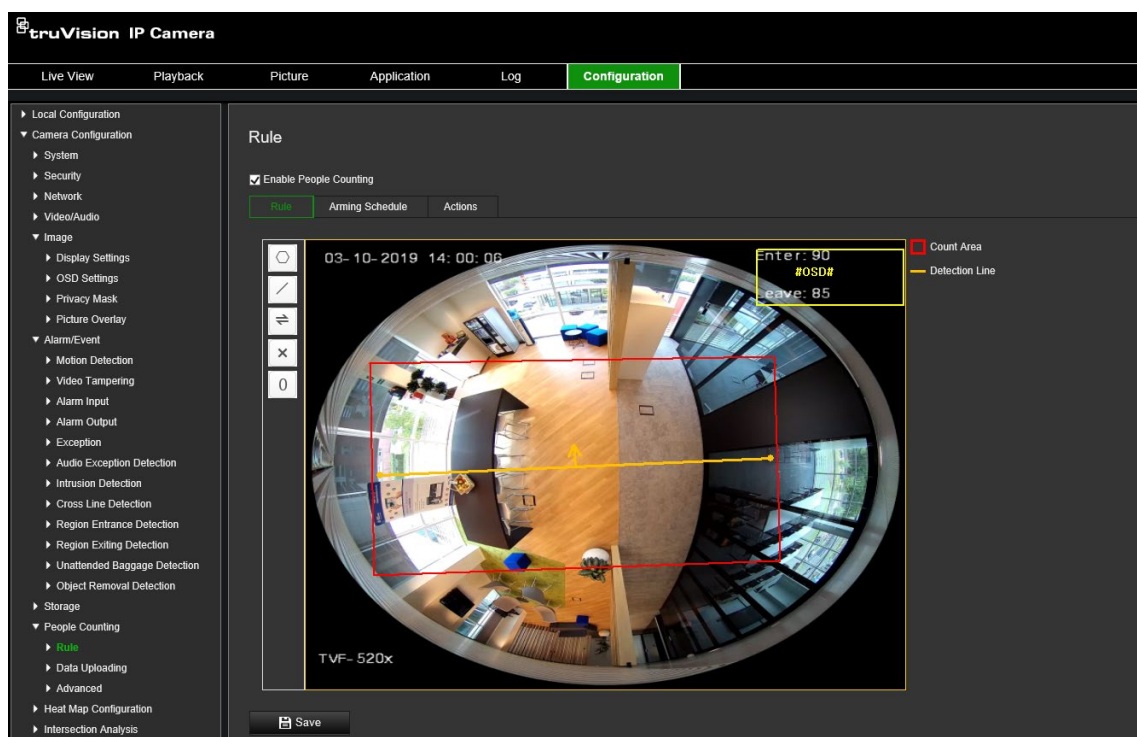 truVision IP Camera
Live View Playback Picture Application Log Configuration
Local Configuration
Camera Configuration
System
Security
Network
Video/Audio
Image
Display Settings
OSD Settings
Privacy Mask
Picture Overlay
Alarm/Event
Motion Detection
Video Tampering
Alarm Input
Alarm Output
Exception
Audio Exception Detection
Intrusion Detection
Cross Line Detection
Region Entrance Detection
Region Exiting Detection
Unattended Baggage Detection
Object Removal Detection
Storage
People Counting
Rule
Data Uploading
Advanced
Heat Map Configuration
Intersection Analysis
Rule
Enable People Counting
Rule Arming Schedule Actions
03-10-2019 14:00:06
Enter: 90
#OSD#
Leave: 85
TVF-520x
0
Count Area
Detection Line
Save